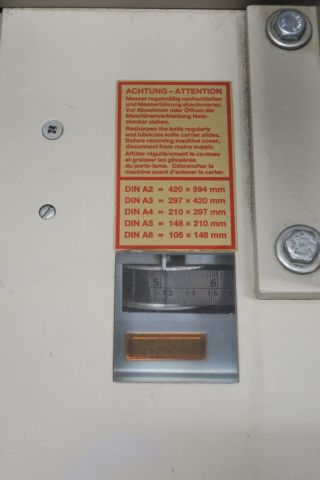 ACHTUNG – ATTENTION
Messer regelmäßig nachschleifen
und Messerführung abschmieren.
Vor Abnehmen oder Öffnen der
Maschinenverkleidung Netz-
stecker ziehen.
Resharpen the knife regularly
and lubricate knife carrier slides.
Before removing machine cover,
disconnect from mains supply.
Affûter régulièrement le couteau
et graisser les glissières
du porte-lame. Débrancher la
machine avant d'enlever le carter.
DIN A2 = 420 × 594 mm
DIN A3 = 297 × 420 mm
DIN A4 = 210 × 297 mm
DIN A5 = 148 × 210 mm
DIN A6 = 105 × 148 mm
5 6
13 14 15